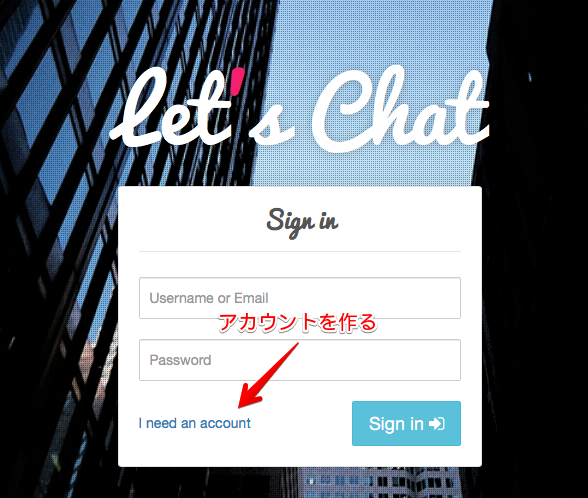 Let's Chat
Sign in
Username or Email
アカウントを作る
Password
I need an account
Sign in